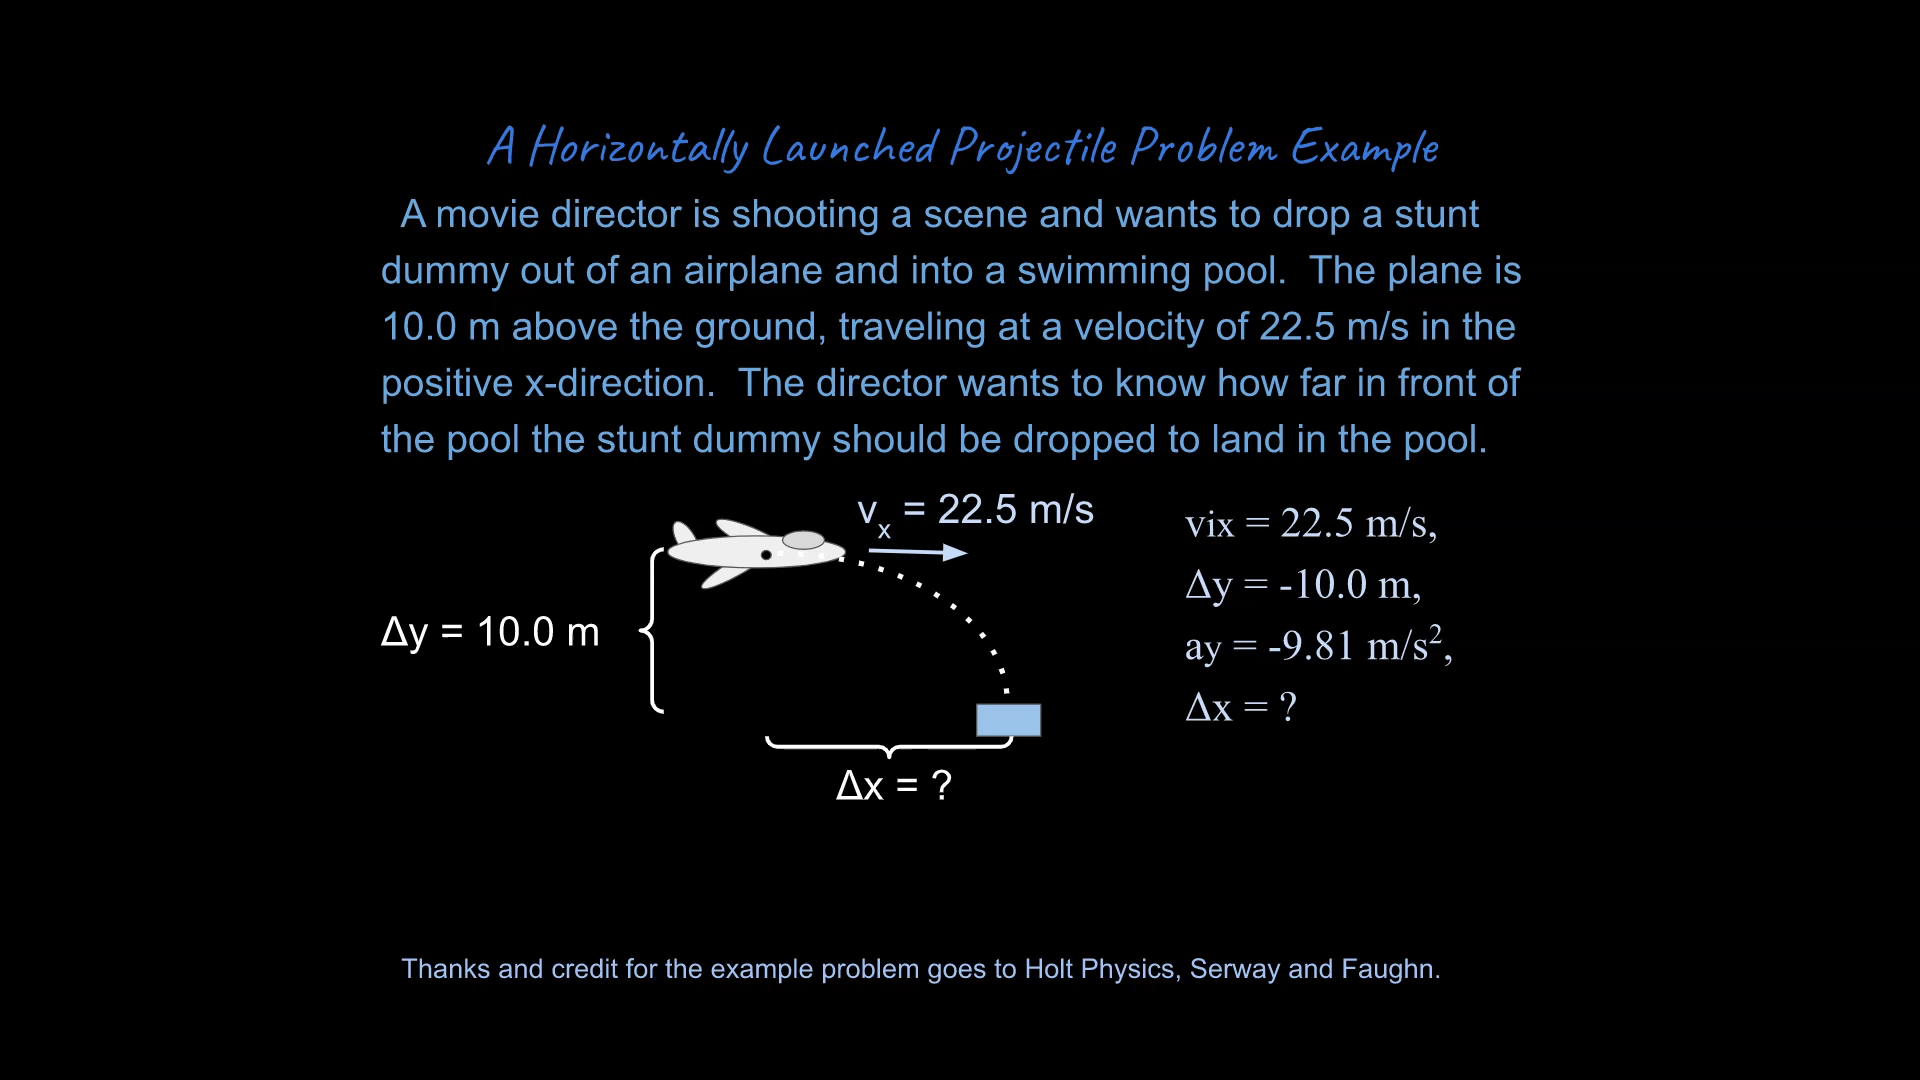 A Horizontally Launched Projectile Problem Example
A movie director is shooting a scene and wants to drop a stunt
dummy out of an airplane and into a swimming pool.  The plane is
10.0 m above the ground, traveling at a velocity of 22.5 m/s in the
positive x-direction.  The director wants to know how far in front of
the pool the stunt dummy should be dropped to land in the pool.
vₓ = 22.5 m/s
Δy = 10.0 m
Δx = ?
vix = 22.5 m/s,
Δy = -10.0 m,
ay = -9.81 m/s²,
Δx = ?
Thanks and credit for the example problem goes to Holt Physics, Serway and Faughn.